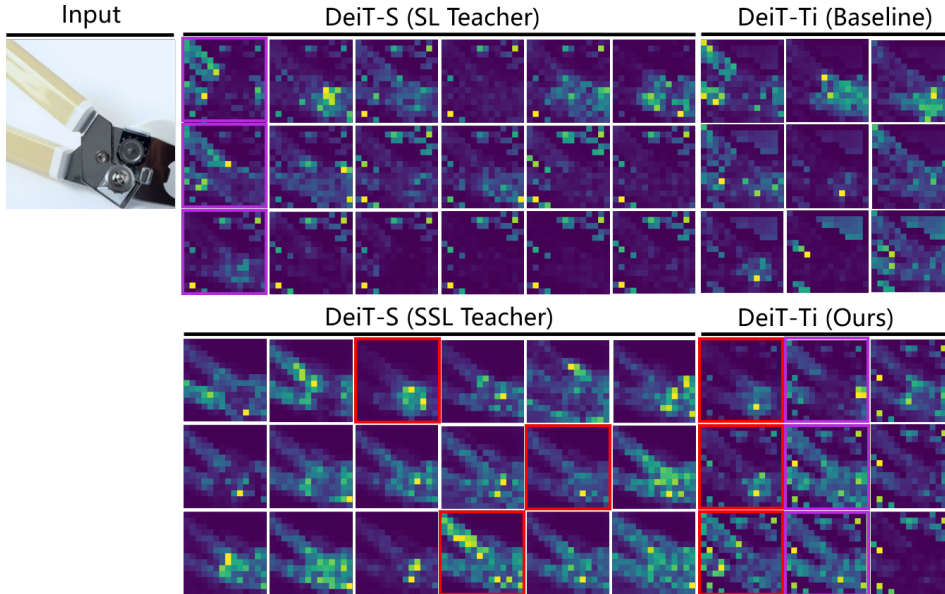 Input
DeiT-S (SL Teacher)
DeiT-Ti (Baseline)
DeiT-S (SSL Teacher)
DeiT-Ti (Ours)